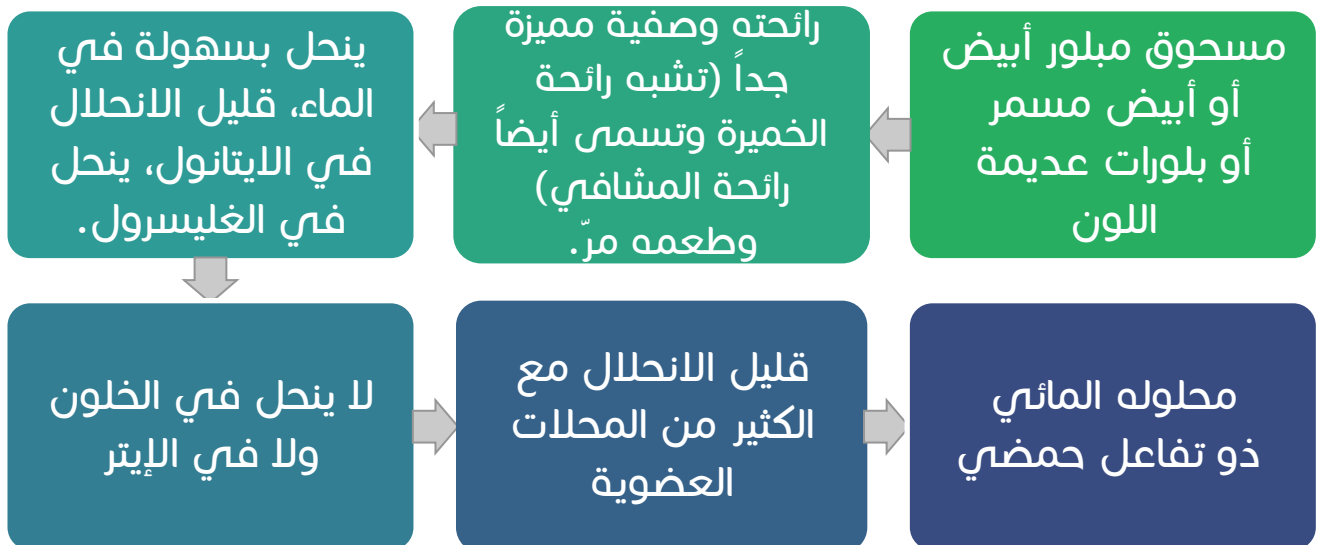 مسحوق مبلور أبيض
أو أبيض مسمر
أو بلورات عديمة
اللون
رائحته وصفية مميزة
جداً (تشبه رائحة
الخميرة وتسمى أيضاً
رائحة المشافي)
وطعمه مرّ.
ينحل بسهولة في
الماء، قليل الانحلال
في الايتانول، ينحل
في الغليسرول.
لا ينحل في الخلون
ولا في الإيتر
قليل الانحلال مع
الكثير من المحلات
العضوية
محلوله المائي
ذو تفاعل حمضي